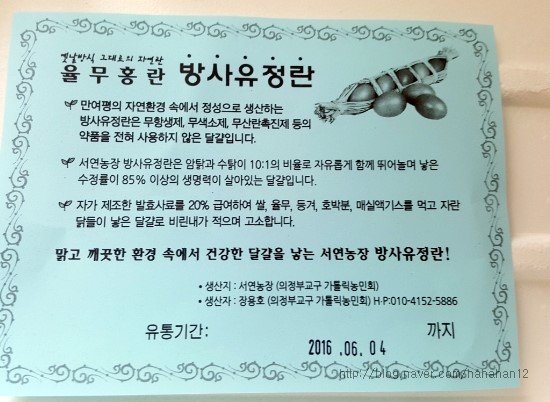 옛날방식 그대로의 자연란
율무홍란 방사유정란
만여평의 자연환경 속에서 정성으로 생산하는
방사유정란은 무항생제, 무색소제, 무산란촉진제 등의
약품을 전혀 사용하지 않은 달걀입니다.
서연농장 방사유정란은 암탉과 수탉이 10:1의 비율로 자유롭게 함께 뛰어놀며 낳은
수정률이 85% 이상의 생명력이 살아있는 달걀입니다.
자가 제조한 발효사료를 20% 급여하여 쌀, 율무, 등겨, 호박분, 매실액기스를 먹고 자란
닭들이 낳은 달걀로 비린내가 적으며 고소합니다.
맑고 깨끗한 환경 속에서 건강한 달걀을 낳는 서연농장 방사유정란!
• 생산지 : 서연농장 (의정부교구 가톨릭농민회)
• 생산자 : 장용호 (의정부교구 가톨릭농민회) H·P:010-4152-5886
유통기간: 2016 .06. 04 까지
http://blog.naver.com/hahahan12